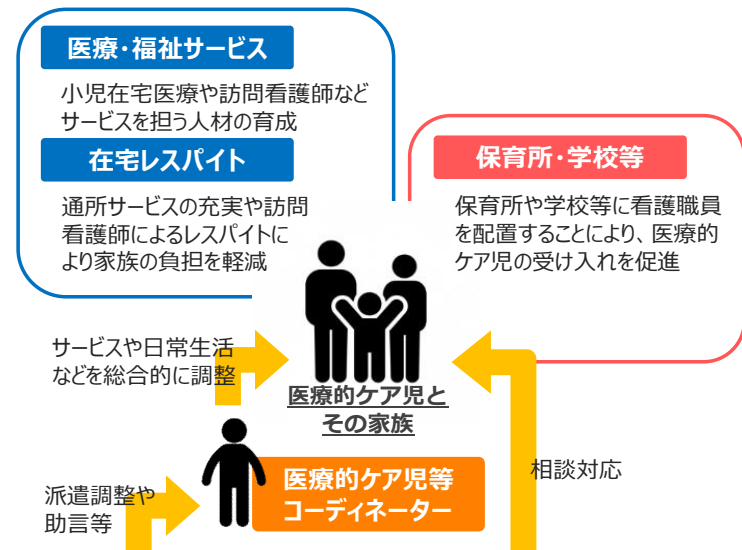 医療・福祉サービス
小児在宅医療や訪問看護師など
サービスを担う人材の育成
在宅レスパイト
通所サービスの充実や訪問
看護師によるレスパイトに
より家族の負担を軽減
保育所・学校等
保育所や学校等に看護職員
を配置することにより、医療的
ケア児の受け入れを促進
サービスや日常生活
などを総合的に調整
医療的ケア児と
その家族
医療的ケア児等
コーディネーター
派遣調整や
助言等
相談対応